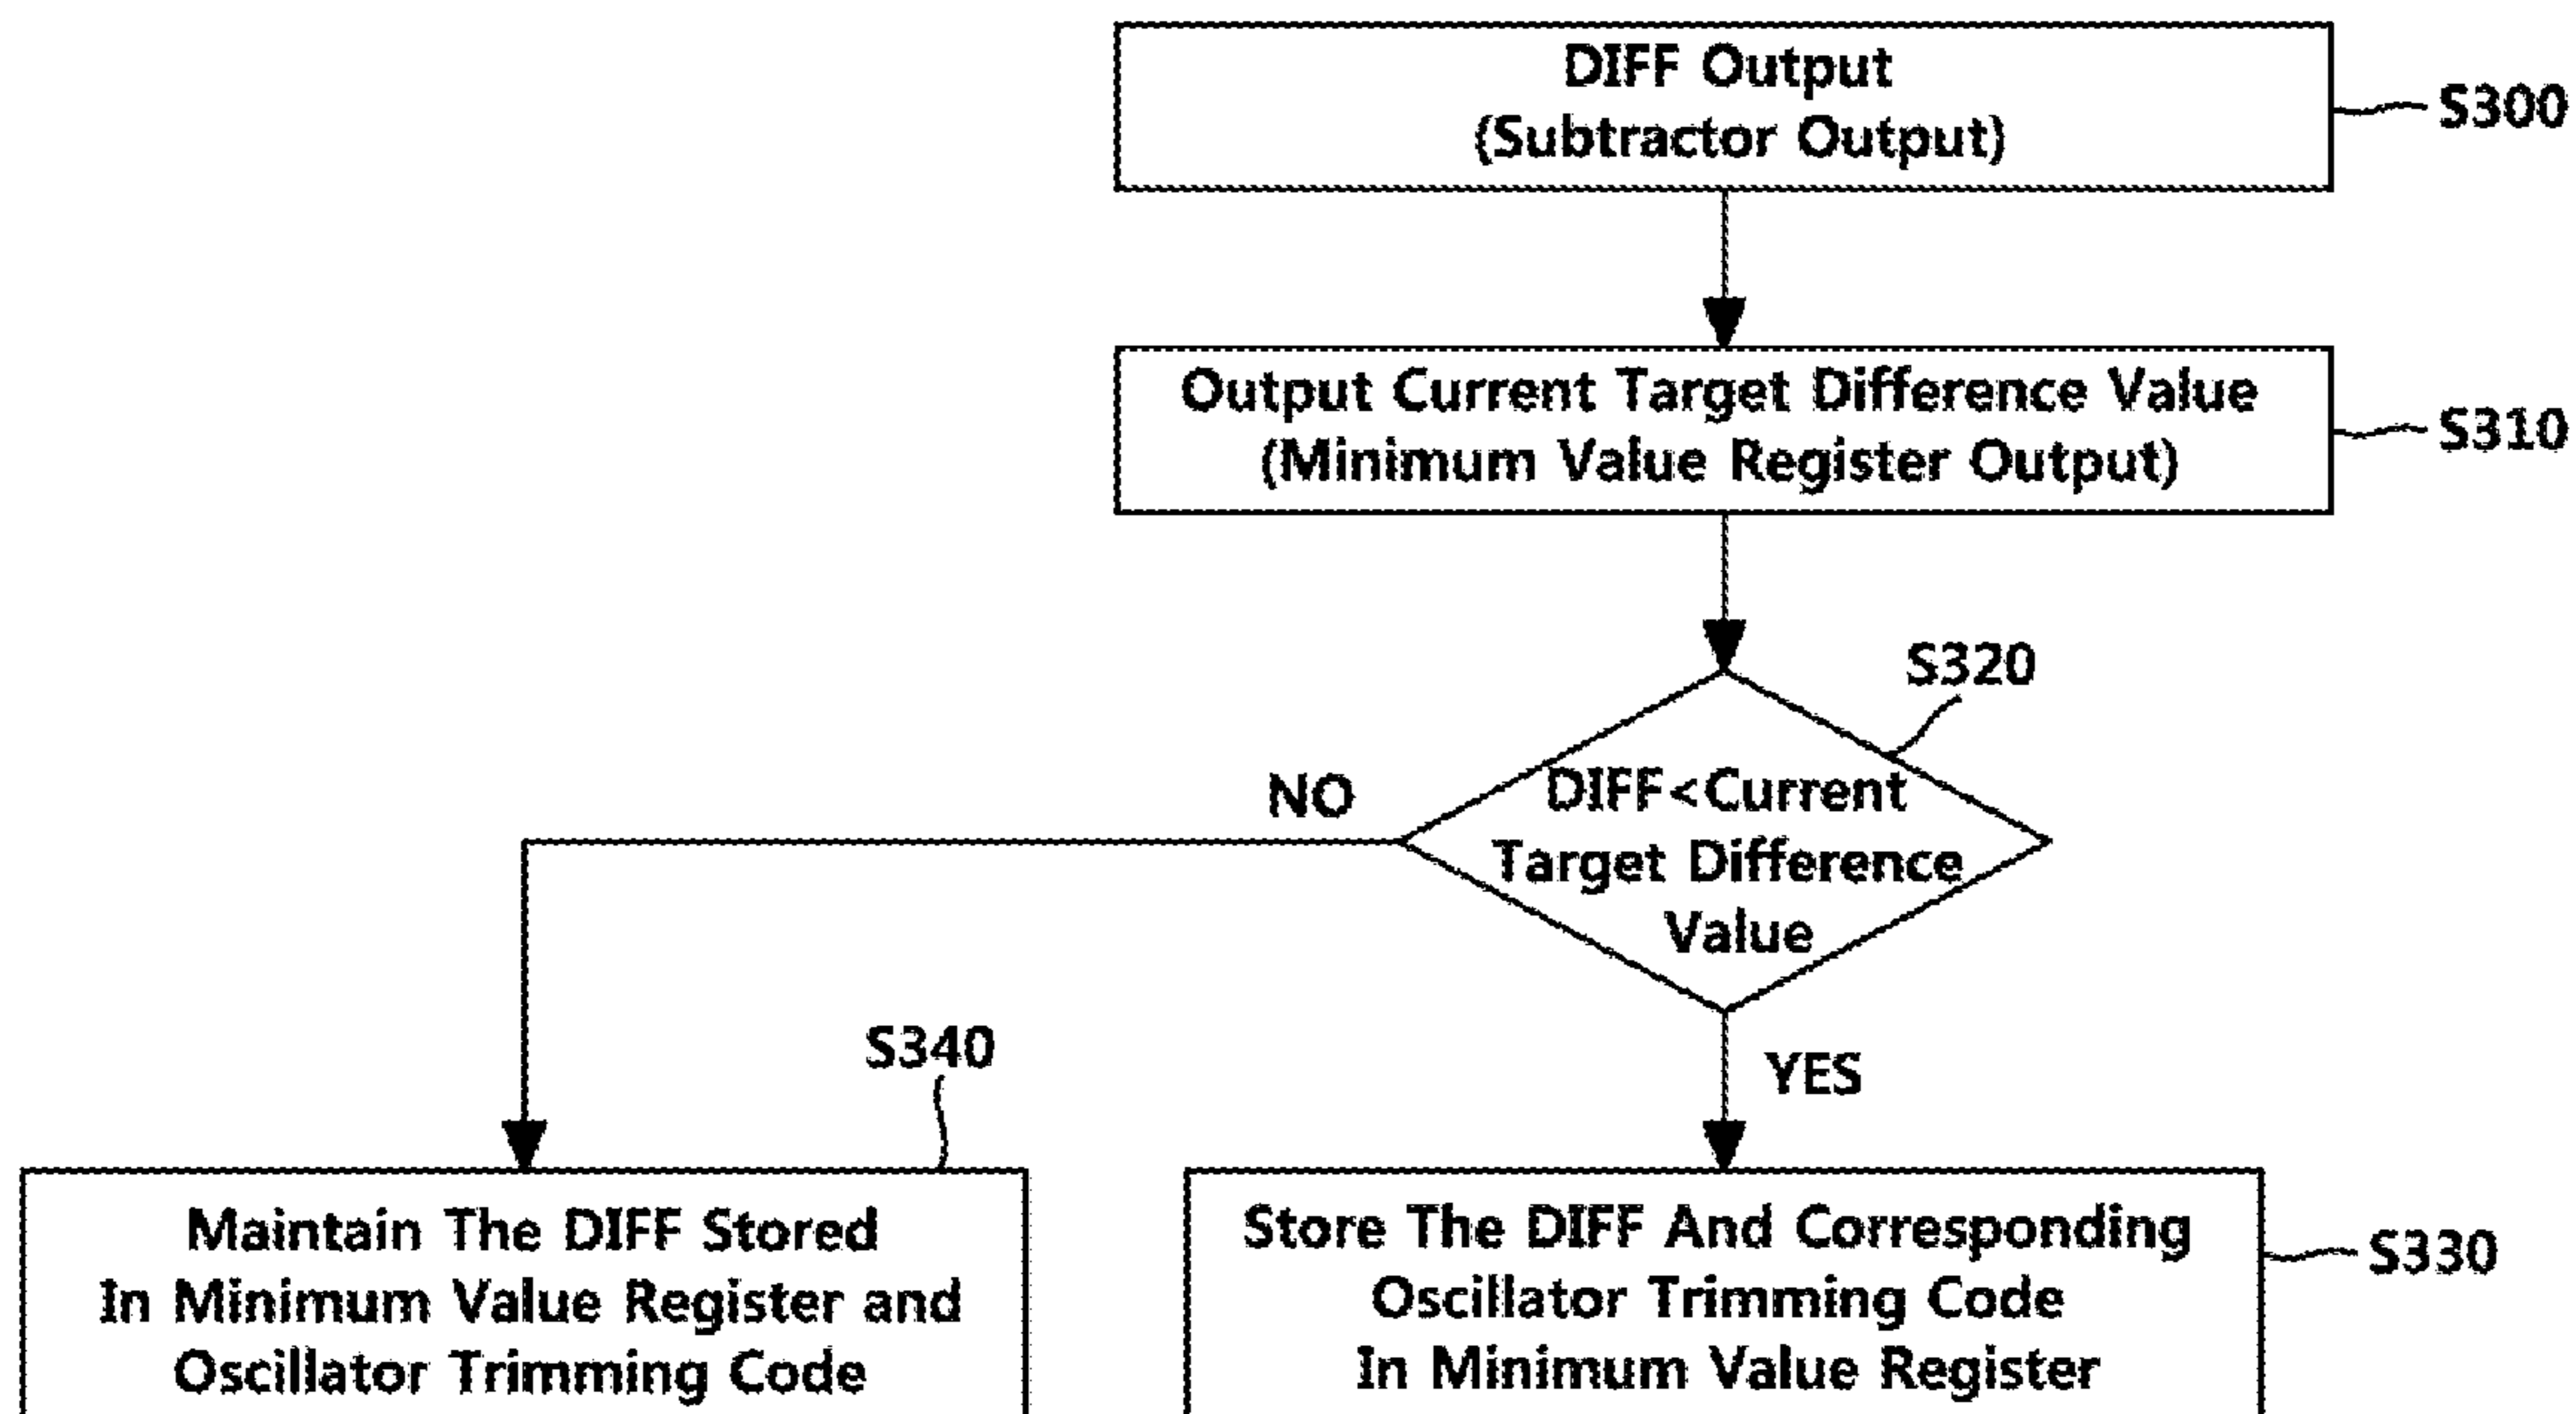 DIFF Output
(Subtractor Output)
S300
Output Current Target Difference Value
(Minimum Value Register Output)
S310
S320
DIFF<Current
Target Difference
Value
NO
YES
S340
Maintain The DIFF Stored
In Minimum Value Register and
Oscillator Trimming Code
Store The DIFF And Corresponding
Oscillator Trimming Code
In Minimum Value Register
S330